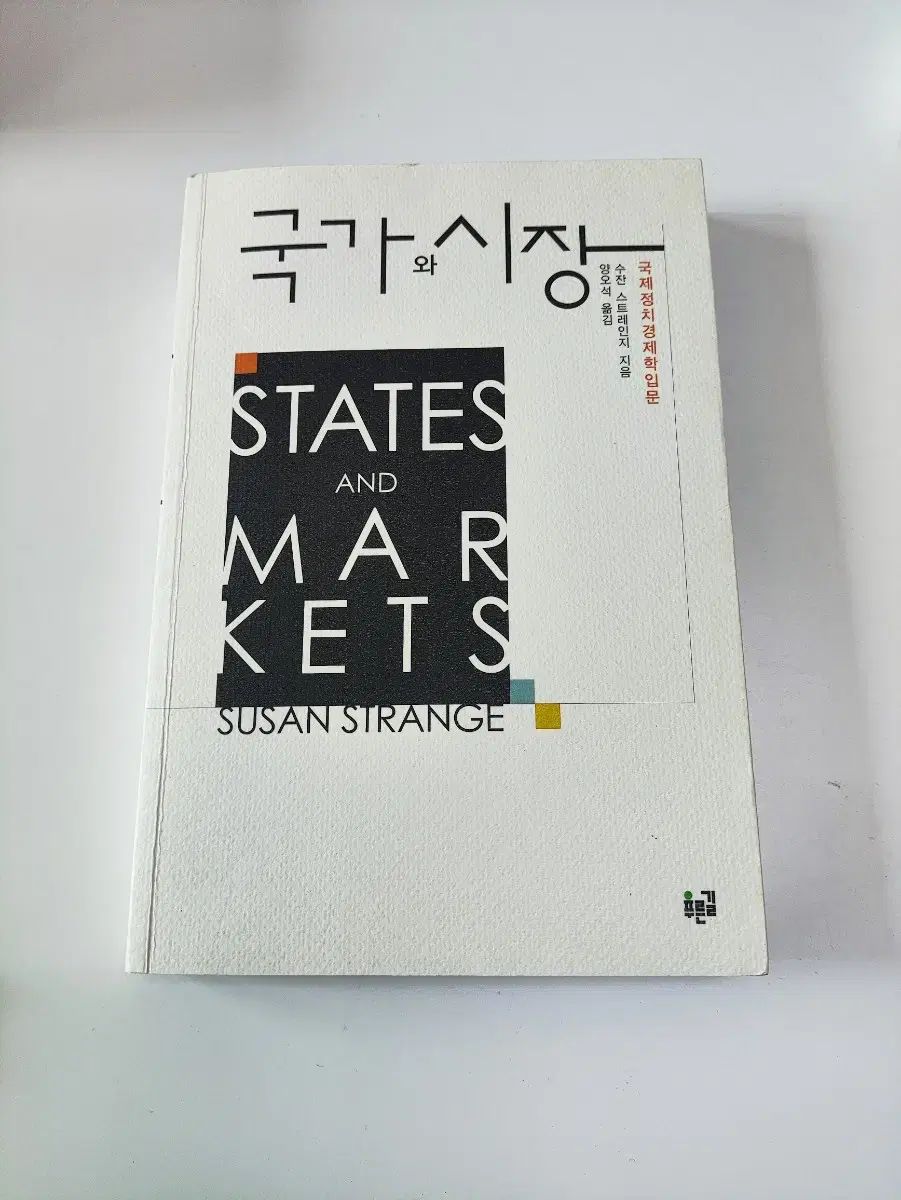 국가와 시장
국제정치경제학입문
수잔 스트레인지 지음
양오석 옮김
STATES
AND
MAR
KETS
SUSAN STRANGE
푸른길